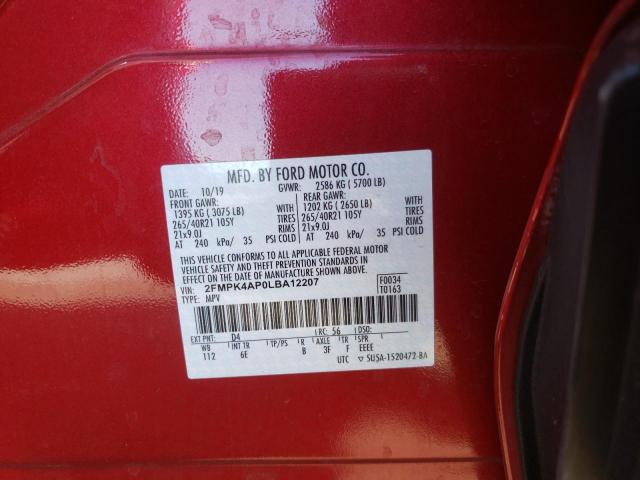 MFD. BY FORD MOTOR CO.
DATE: 10/19 GVWR: 2586 KG ( 5700 LB)
FRONT GAWR: REAR GAWR:
1395 KG ( 3075 LB) 1202 KG ( 2650 LB)
265/40R21 105Y TIRES 265/40R21 105Y TIRES
21x9.0J RIMS 21x9.0J RIMS
AT 240 kPa/ 35 PSI COLD AT 240 kPa/ 35 PSI COLD
THIS VEHICLE CONFORMS TO ALL APPLICABLE FEDERAL MOTOR
VEHICLE SAFETY AND THEFT PREVENTION STANDARDS IN
EFFECT ON THE DATE OF MANUFACTURE SHOWN ABOVE.
VIN: 2FMPK4AP0LBA12207 F0034
TYPE: MPV T0163
EXT PNT: D4 RC: 56 DSO:
WB INT TR TP/PS R AXLE TR SPR
112 6E B 3F F EEEE
UTC 5U5A-1520472-BA